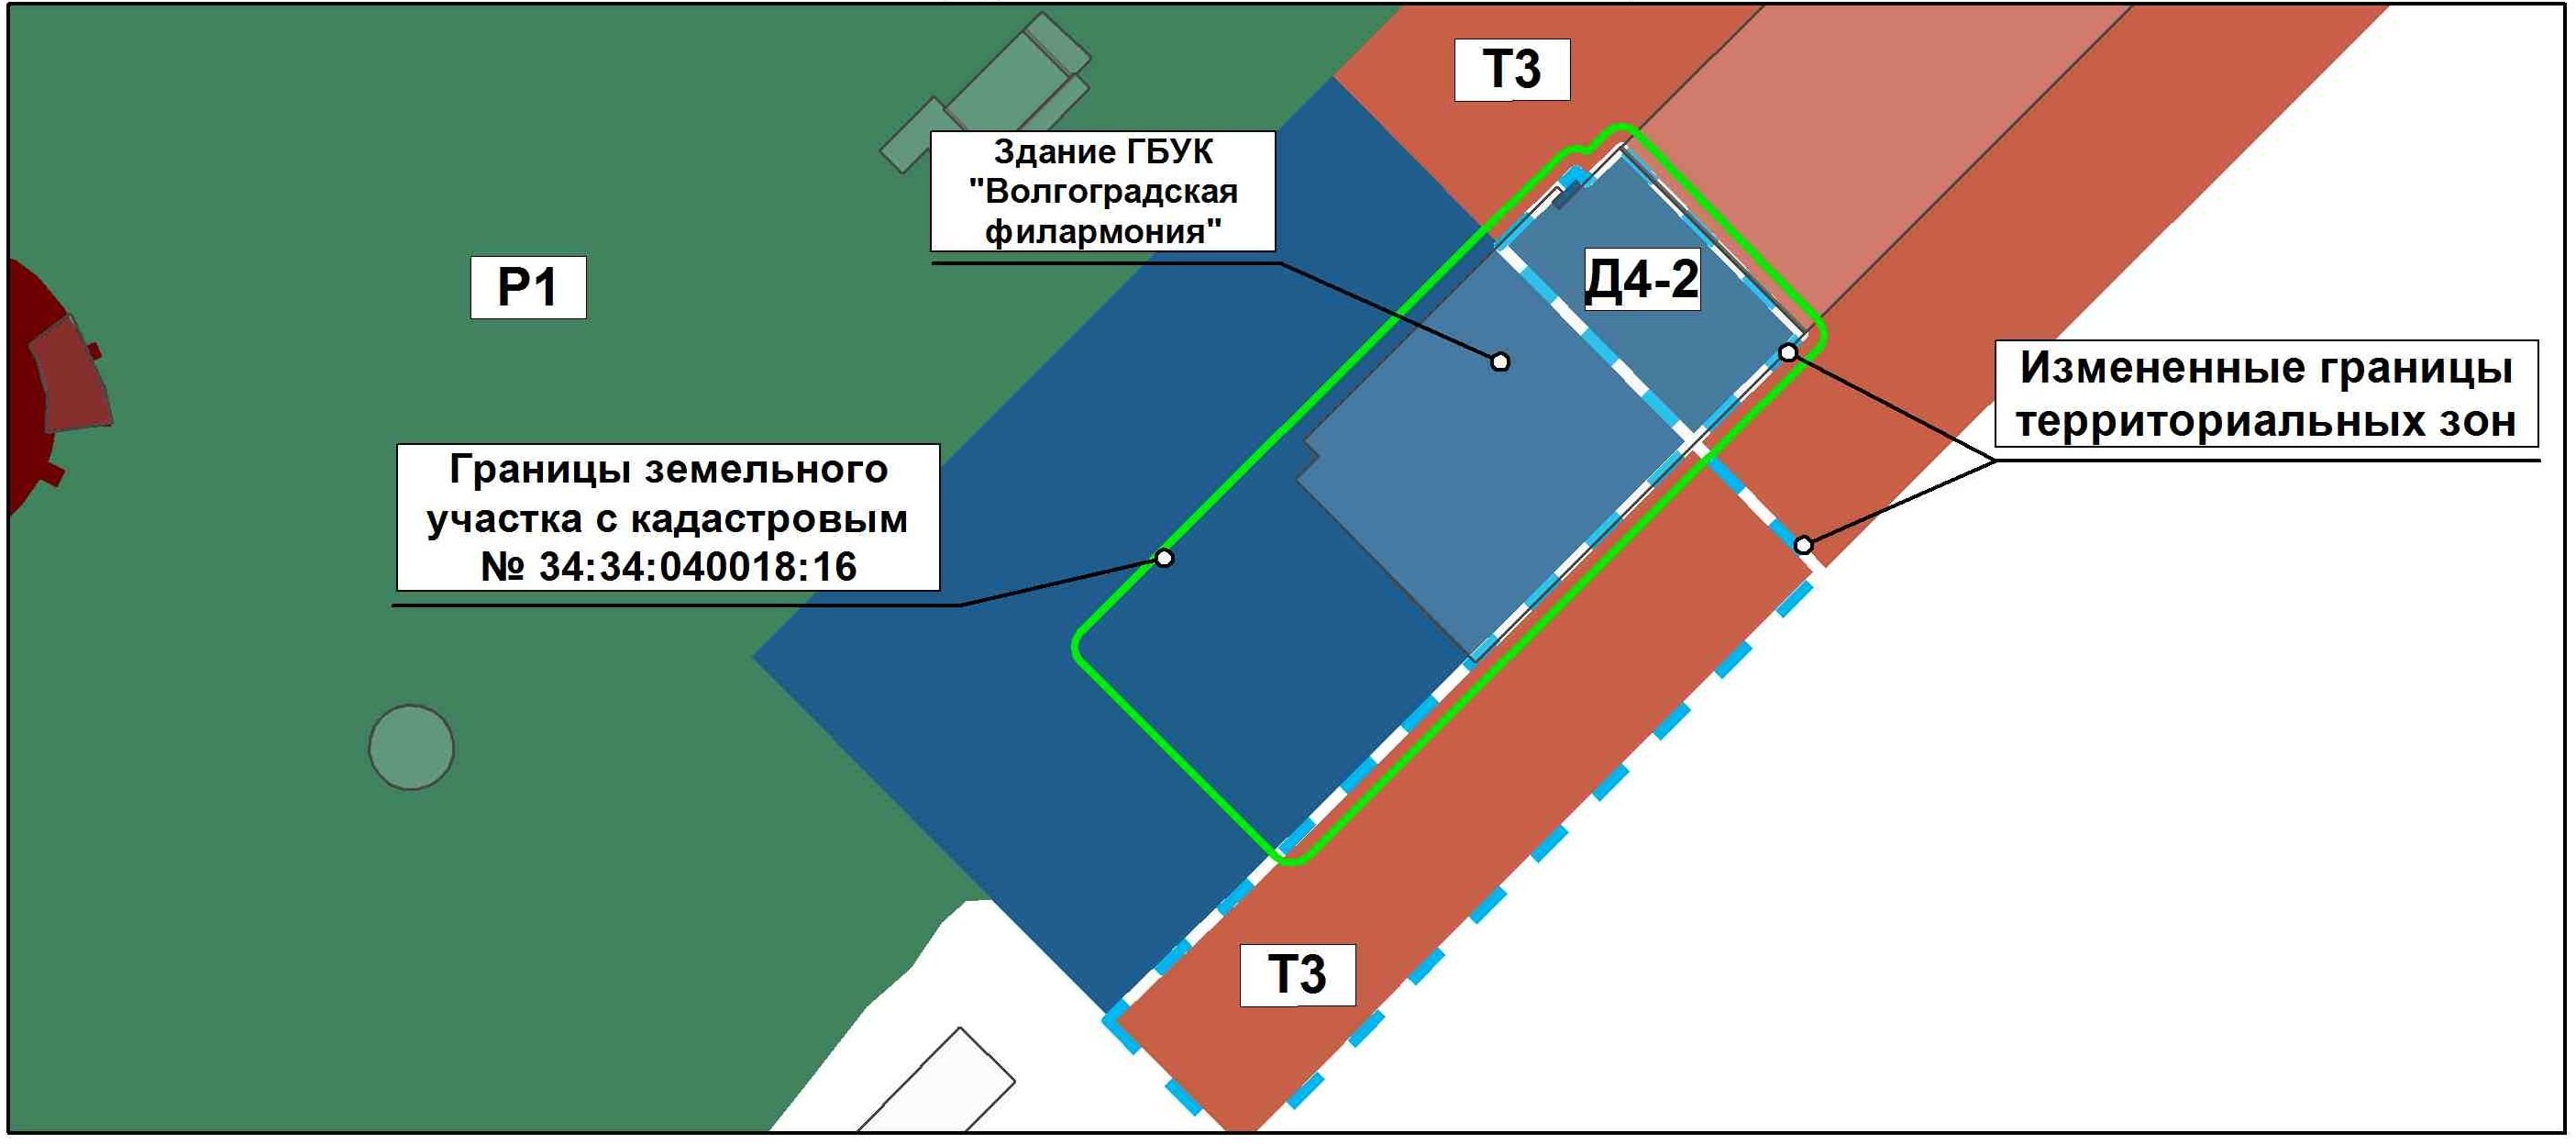 Т3
Здание ГБУК
"Волгоградская
филармония"
Р1
Д4-2
Измененные границы
территориальных зон
Границы земельного
участка с кадастровым
№ 34:34:040018:16
Т3